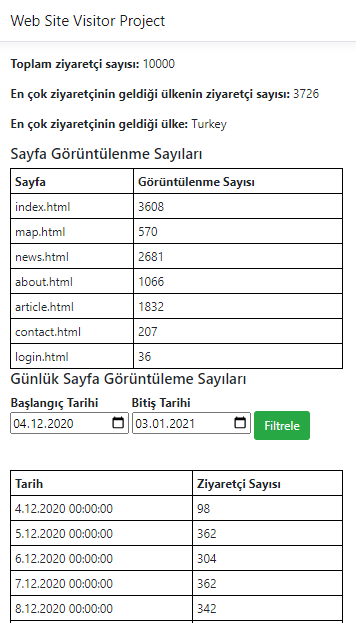 Web Site Visitor Project
Toplam ziyaretçi sayısı: 10000
En çok ziyaretçinin geldiği ülkenin ziyaretçi sayısı: 3726
En çok ziyaretçinin geldiği ülke: Turkey
Sayfa Görüntülenme Sayıları
Sayfa Görüntülenme Sayısı
index.html 3608
map.html 570
news.html 2681
about.html 1066
article.html 1832
contact.html 207
login.html 36
Günlük Sayfa Görüntüleme Sayıları
Başlangıç Tarihi Bitiş Tarihi
04.12.2020 03.01.2021 Filtrele
Tarih Ziyaretçi Sayısı
4.12.2020 00:00:00 98
5.12.2020 00:00:00 362
6.12.2020 00:00:00 304
7.12.2020 00:00:00 362
8.12.2020 00:00:00 342